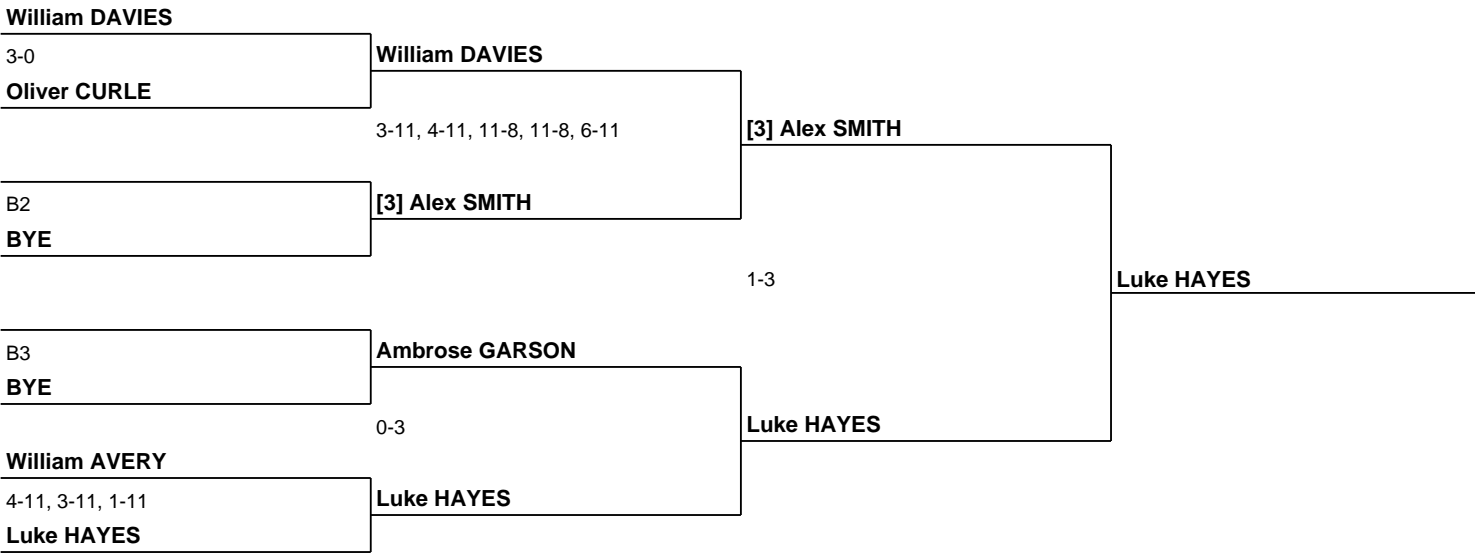 William DAVIES
3-0
Oliver CURLE
William DAVIES
3-11, 4-11, 11-8, 11-8, 6-11
[3] Alex SMITH
B2
BYE
[3] Alex SMITH
1-3
Luke HAYES
B3
BYE
Ambrose GARSON
0-3
Luke HAYES
William AVERY
4-11, 3-11, 1-11
Luke HAYES
Luke HAYES